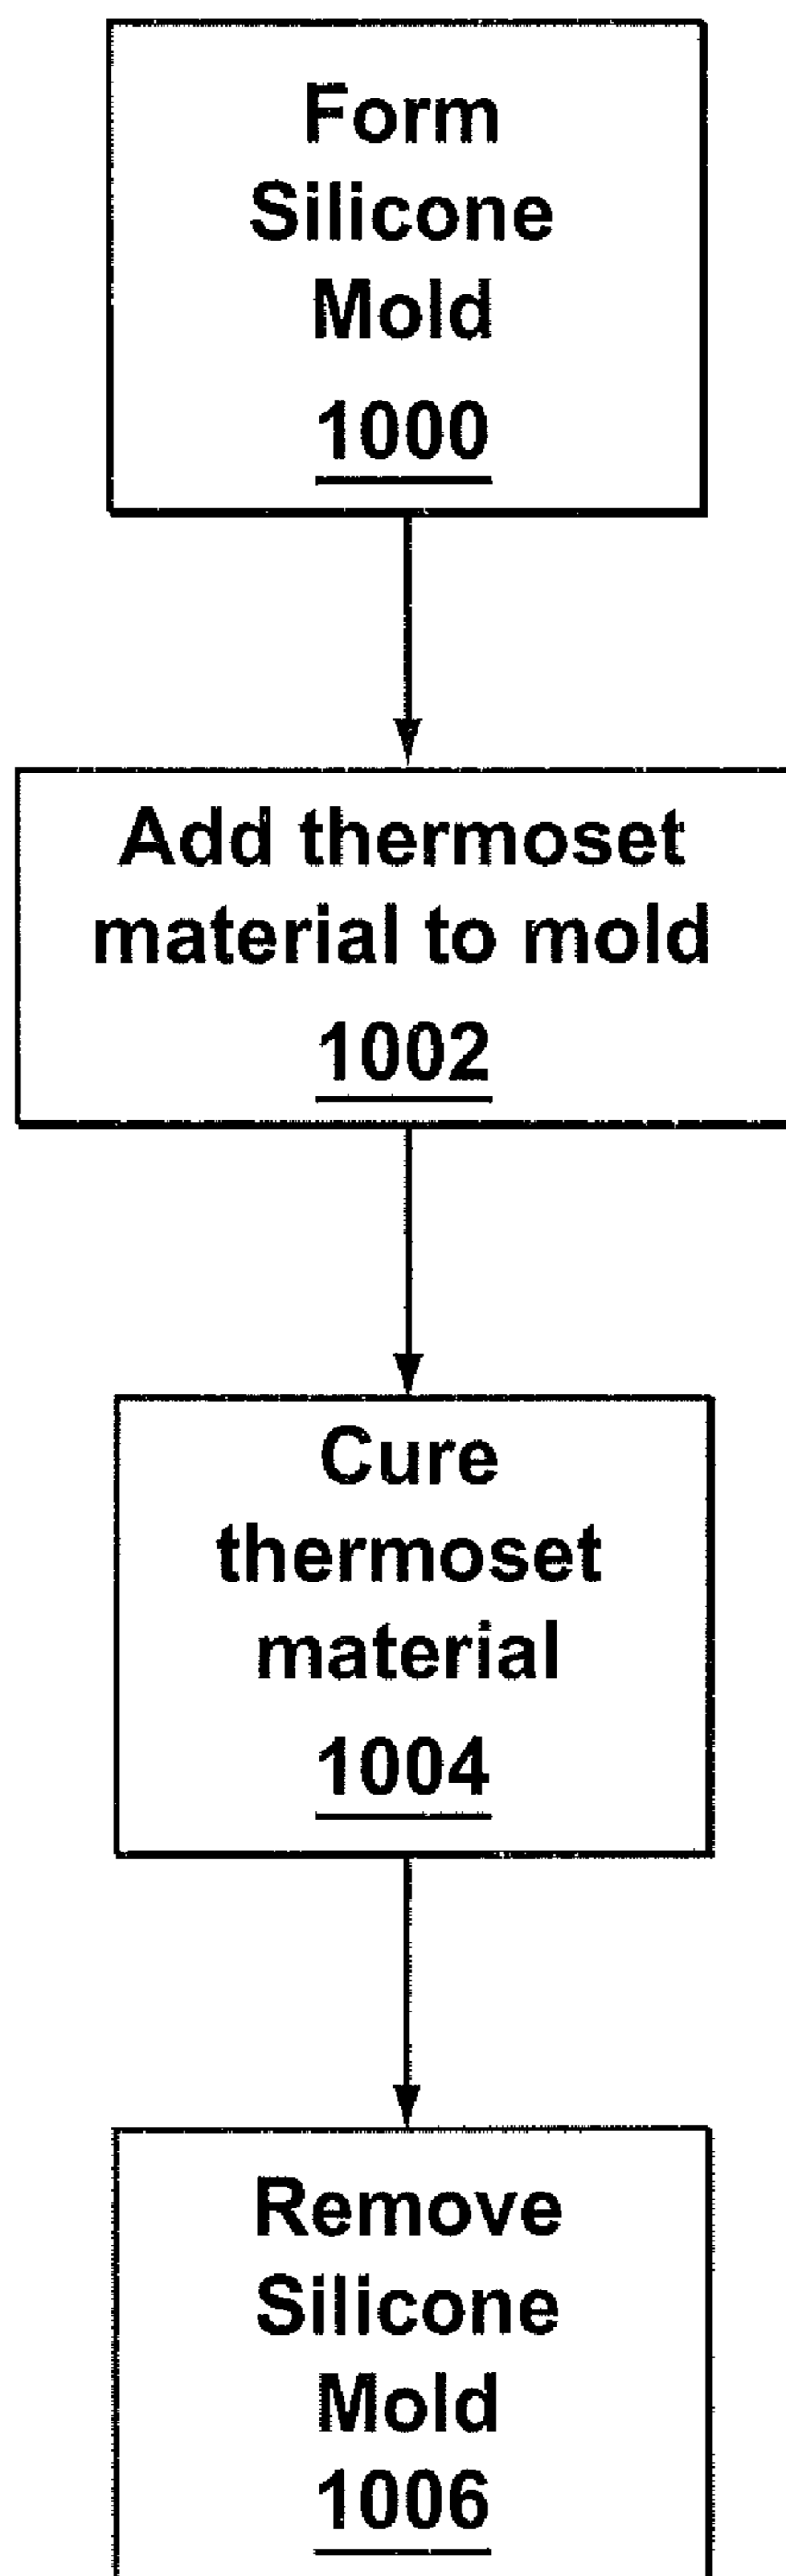 Form
Silicone
Mold
1000
Add thermoset
material to mold
1002
Cure
thermoset
material
1004
Remove
Silicone
Mold
1006